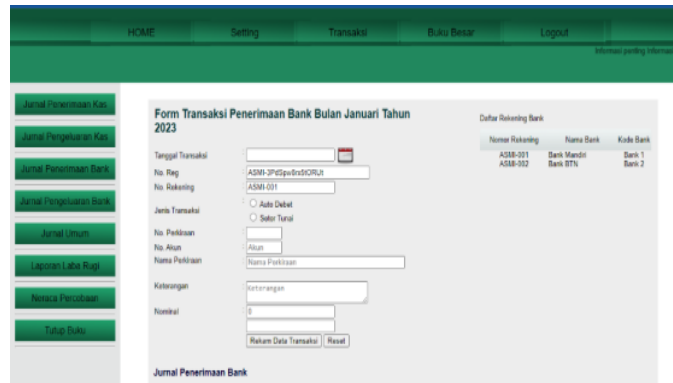 HOME Setting Transaksi Buku Besar Logout
Informasi penting informasi
Jurnal Penerimaan Kas
Jurnal Pengeluaran Kas
Jurnal Penerimaan Bank
Jurnal Pengeluaran Bank
Jurnal Umum
Laporan Laba Rugi
Neraca Percobaan
Tutup Buku
Form Transaksi Penerimaan Bank Bulan Januari Tahun
2023
Tanggal Transaksi :
No. Reg :
No. Rekening : ASMI-001
Jenis Transaksi : Auto Debet
Setor Tunai
No. Perkiraan :
No. Akun : Akun
Nama Perkiraan : Nama Perkiraan
Keterangan : Keterangan
Nominal : 0
Rekam Data Transaksi Reset
Jurnal Penerimaan Bank
Daftar Rekening Bank
Nomor Rekening Nama Bank Kode Bank
ASMI-001 Bank Mandiri Bank 1
ASMI-002 Bank BTN Bank 2